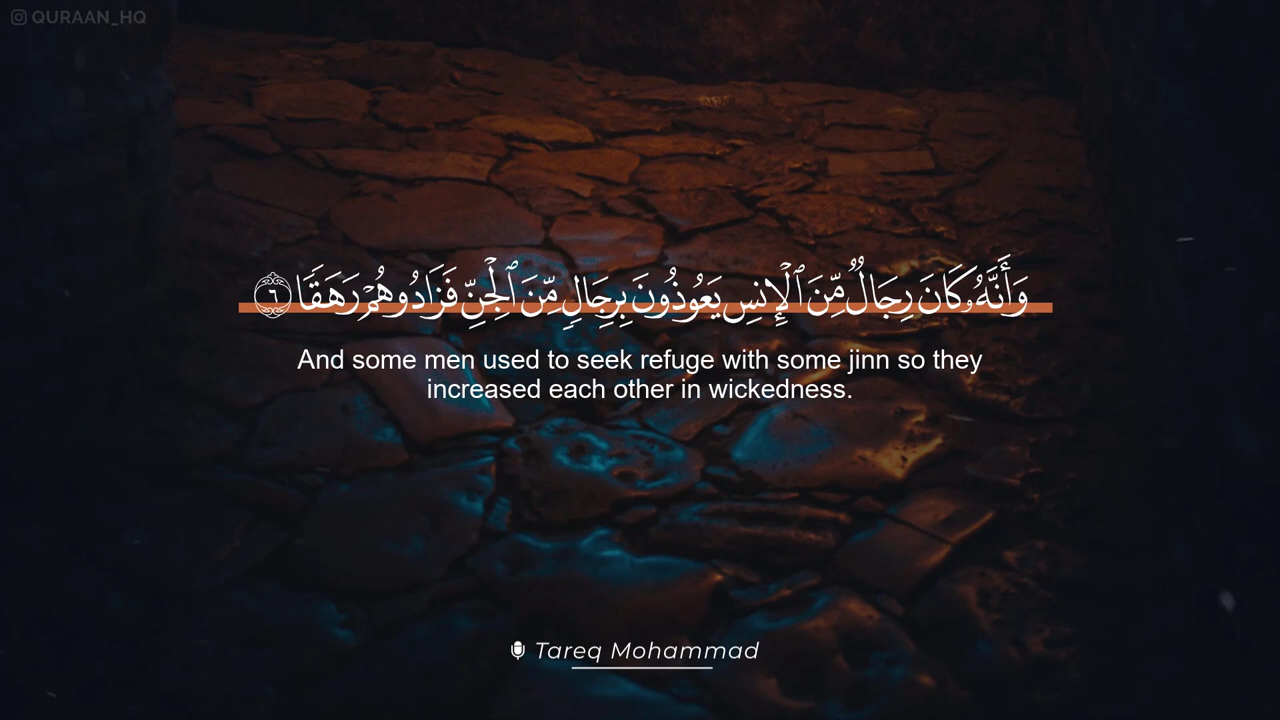 QURAAN_HQ
وَأَنَّهُۥ كَانَ رِجَالٌ مِّنَ ٱلْإِنسِ يَعُوذُونَ بِرِجَالٍ مِّنَ ٱلْجِنِّ فَزَادُوهُمْ رَهَقًا ٦
And some men used to seek refuge with some jinn so they
increased each other in wickedness.
Tareq Mohammad